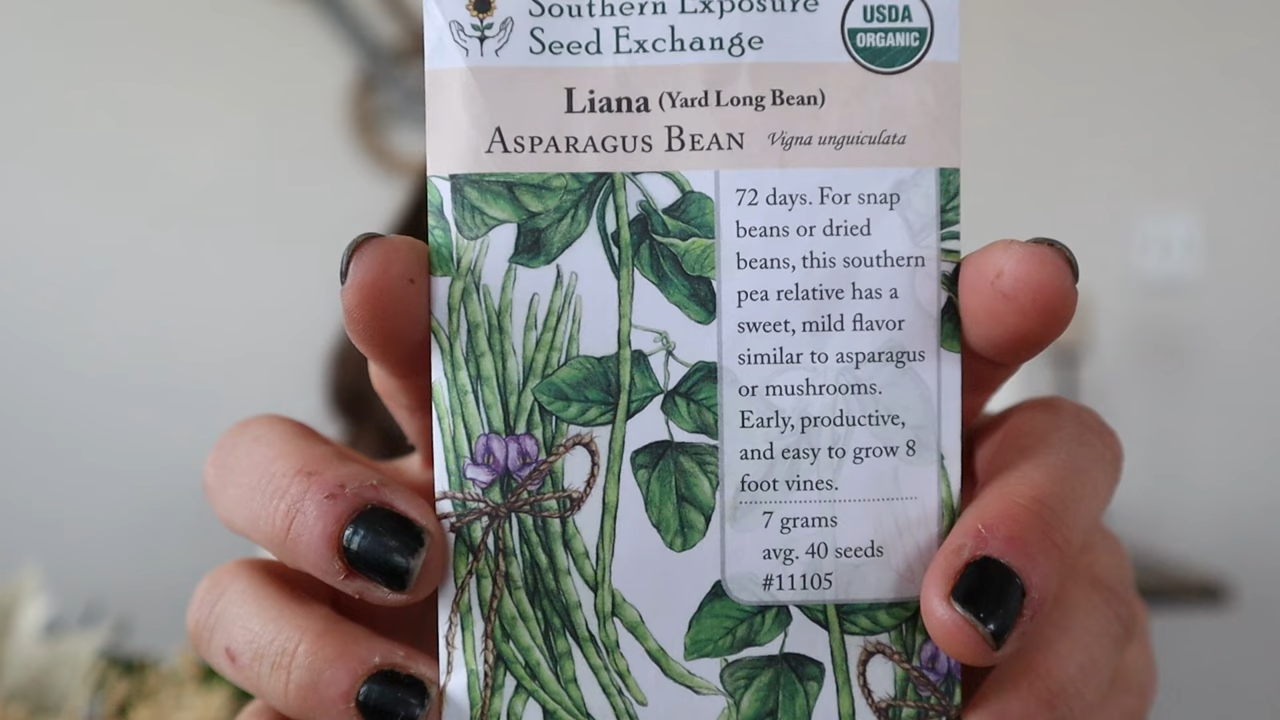 Southern Exposure
Seed Exchange
USDA
ORGANIC
Liana (Yard Long Bean)
ASPARAGUS BEAN Vigna unguiculata
72 days. For snap
beans or dried
beans, this southern
pea relative has a
sweet, mild flavor
similar to asparagus
or mushrooms.
Early, productive,
and easy to grow 8
foot vines.
7 grams
avg. 40 seeds
#11105